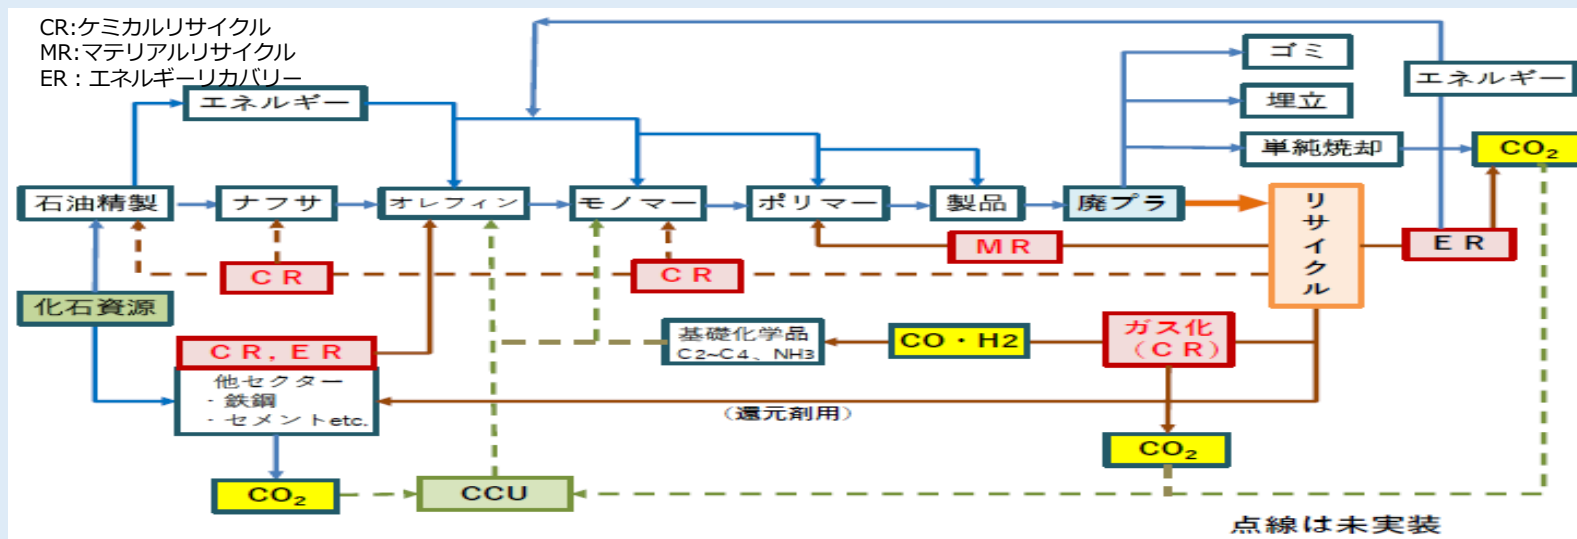 CR:ケミカルリサイクル
MR:マテリアルリサイクル
ER：エネルギーリカバリー
ゴミ
エネルギー
エネルギー
埋立
単純焼却
CO₂
石油精製
ナフサ
オレフィン
モノマー
ポリマー
製品
廃プラ
リサイクル
MR
ER
CR
CR
化石資源
ガス化
（CR）
CO・H2
基礎化学品
C2~C4、NH3
CR, ER
他セクター
・鉄鋼
・セメントetc.
（還元剤用）
CO₂
CO₂
CCU
点線は未実装